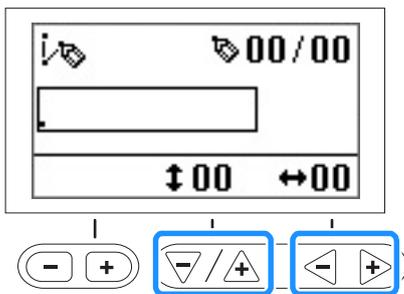 00/00
↕00 ↔00
- + - / + - +